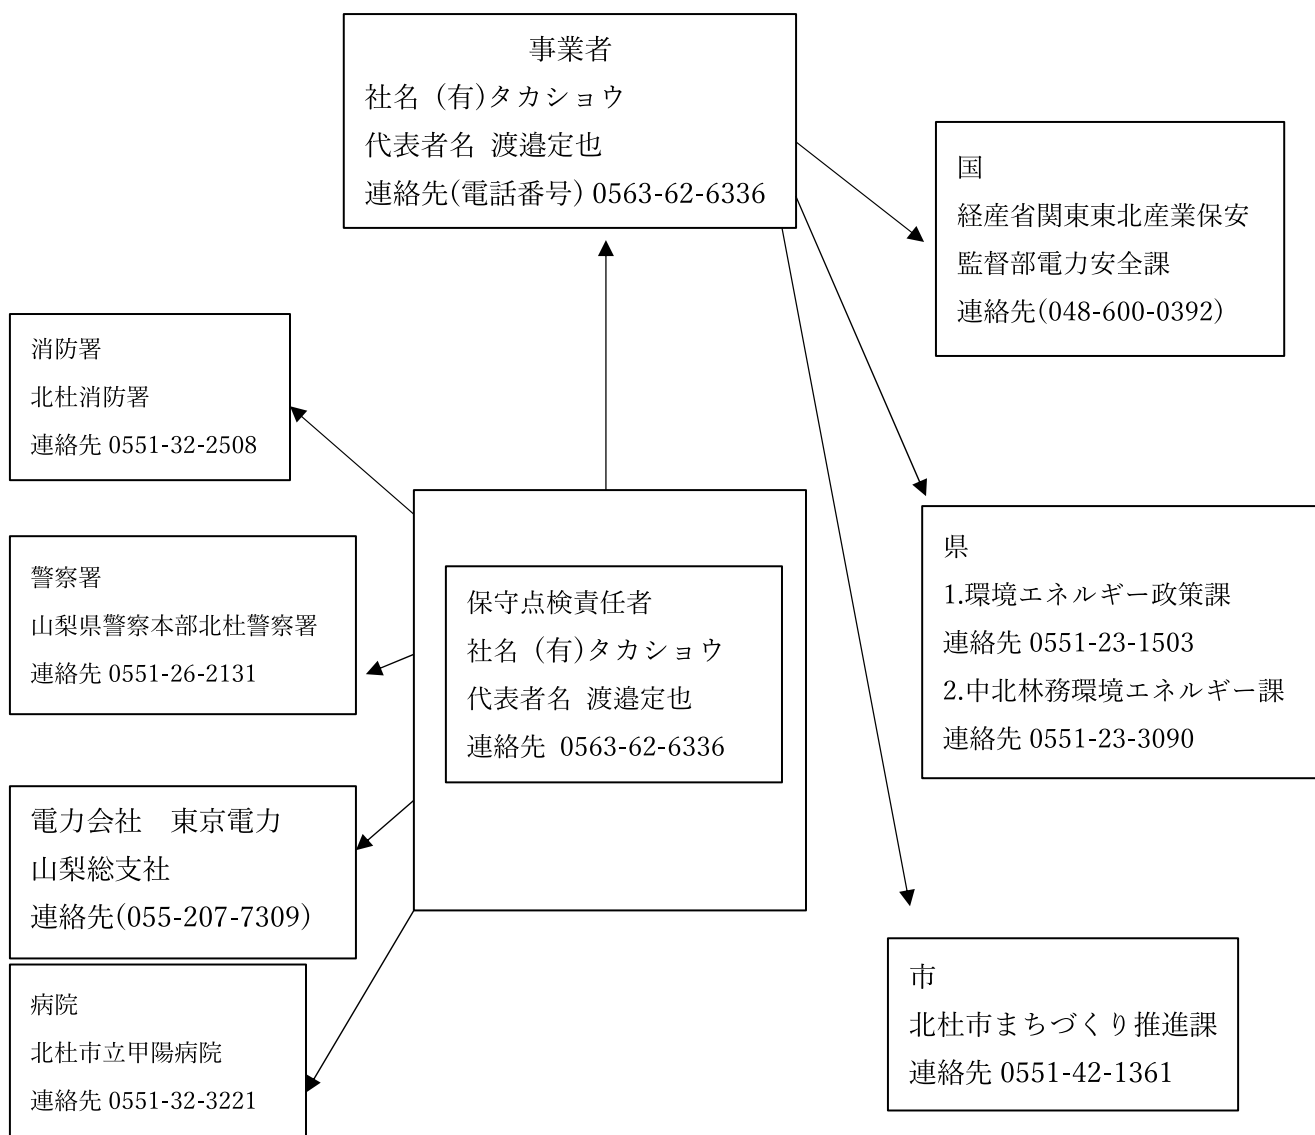 事業者
社名 (有)タカショウ
代表者名 渡邉定也
連絡先(電話番号) 0563-62-6336
国
経産省関東東北産業保安
監督部電力安全課
連絡先(048-600-0392)
消防署
北杜消防署
連絡先 0551-32-2508
警察署
山梨県警察本部北杜警察署
連絡先 0551-26-2131
保守点検責任者
社名 (有)タカショウ
代表者名 渡邉定也
連絡先 0563-62-6336
県
1.環境エネルギー政策課
連絡先 0551-23-1503
2.中北林務環境エネルギー課
連絡先 0551-23-3090
電力会社　東京電力
山梨総支社
連絡先(055-207-7309)
病院
北杜市立甲陽病院
連絡先 0551-32-3221
市
北杜市まちづくり推進課
連絡先 0551-42-1361